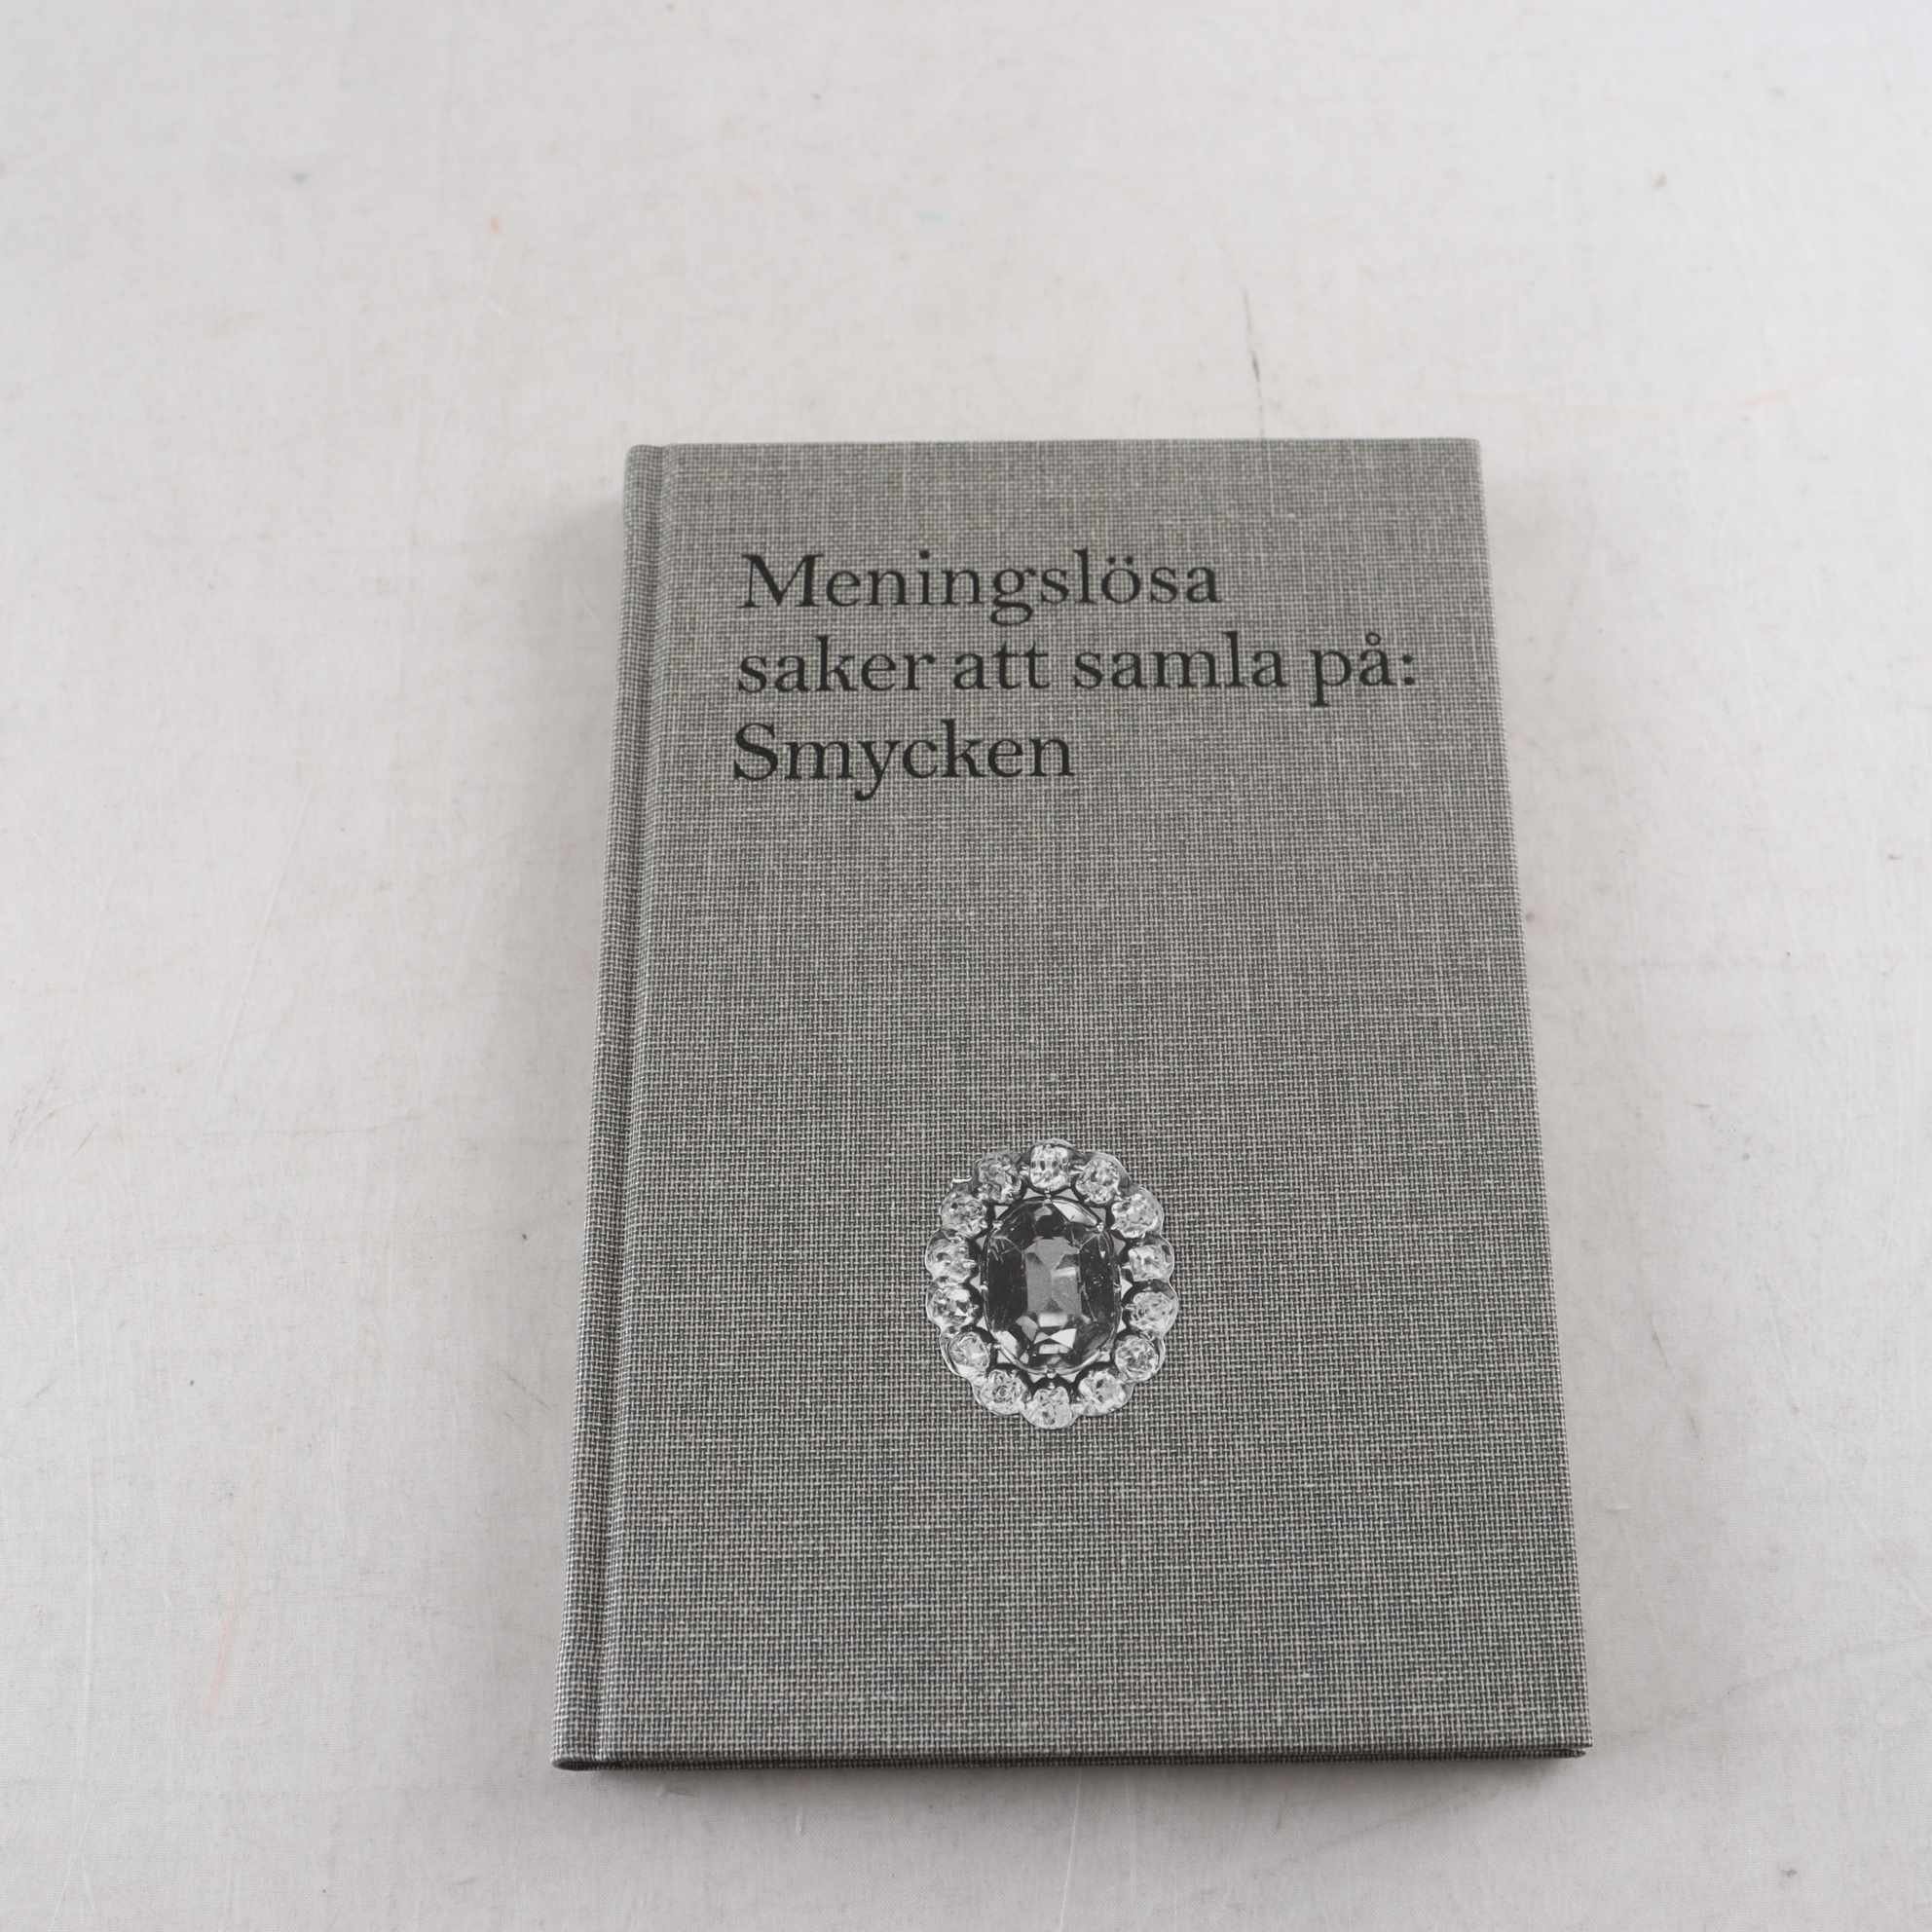 Meningslösa
saker att samla på:
Smycken